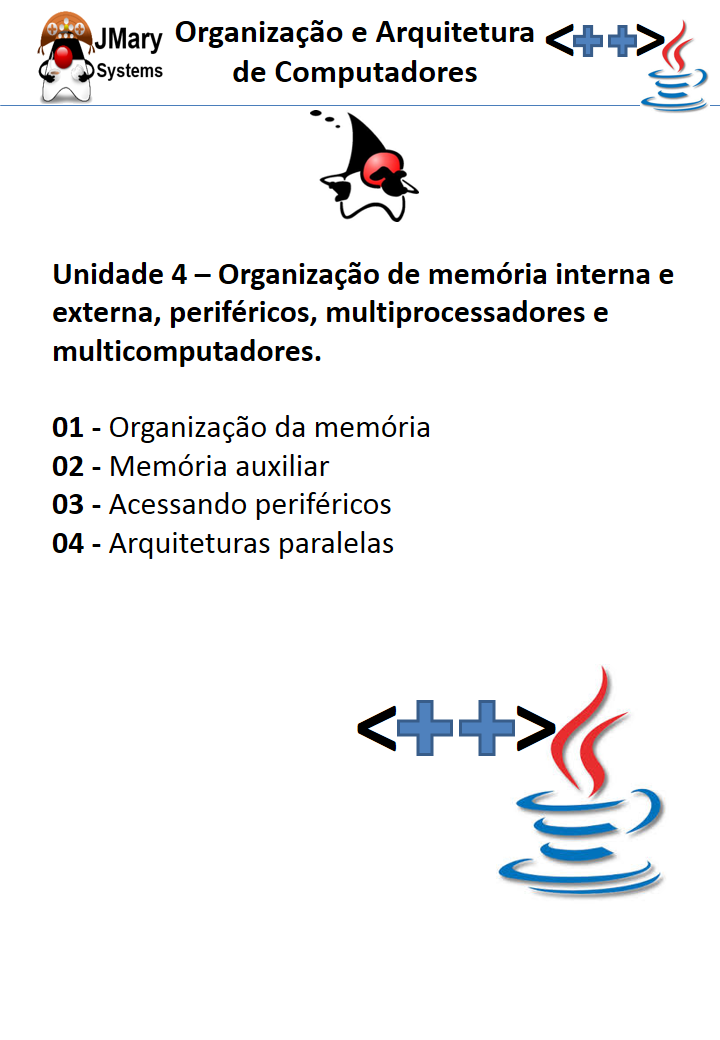 JMary
Systems
Organização e Arquitetura
de Computadores
<++>
Unidade 4 – Organização de memória interna e
externa, periféricos, multiprocessadores e
multicomputadores.
01 - Organização da memória
02 - Memória auxiliar
03 - Acessando periféricos
04 - Arquiteturas paralelas
<++>